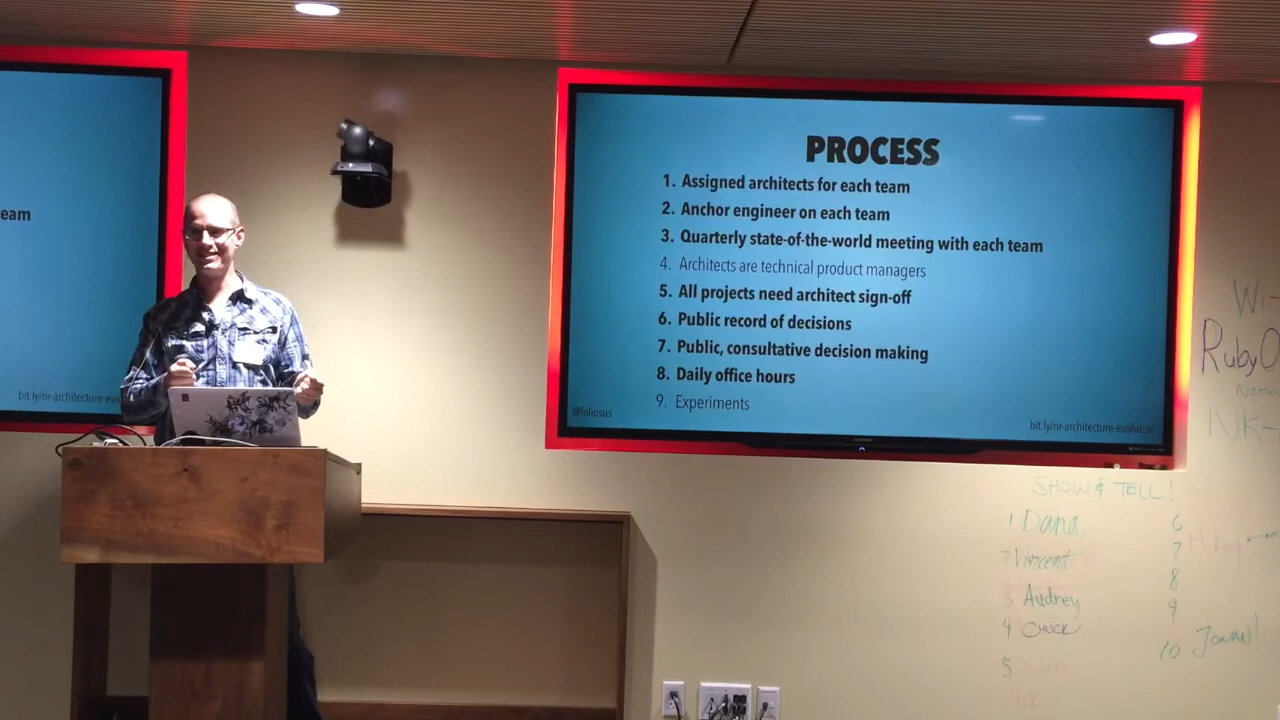 eam
bit.ly/nr-architecture-evo
PROCESS
1. Assigned architects for each team
2. Anchor engineer on each team
3. Quarterly state-of-the-world meeting with each team
4. Architects are technical product managers
5. All projects need architect sign-off
6. Public record of decisions
7. Public, consultative decision making
8. Daily office hours
9. Experiments
@foliosus
bit.ly/nr-architecture-evolution
Wi-
RubyO
NK-
SHOW & TELL!
1 Dana
2 Vincent
3 Audrey
4 CHUCK
5
6
7
8
9
10